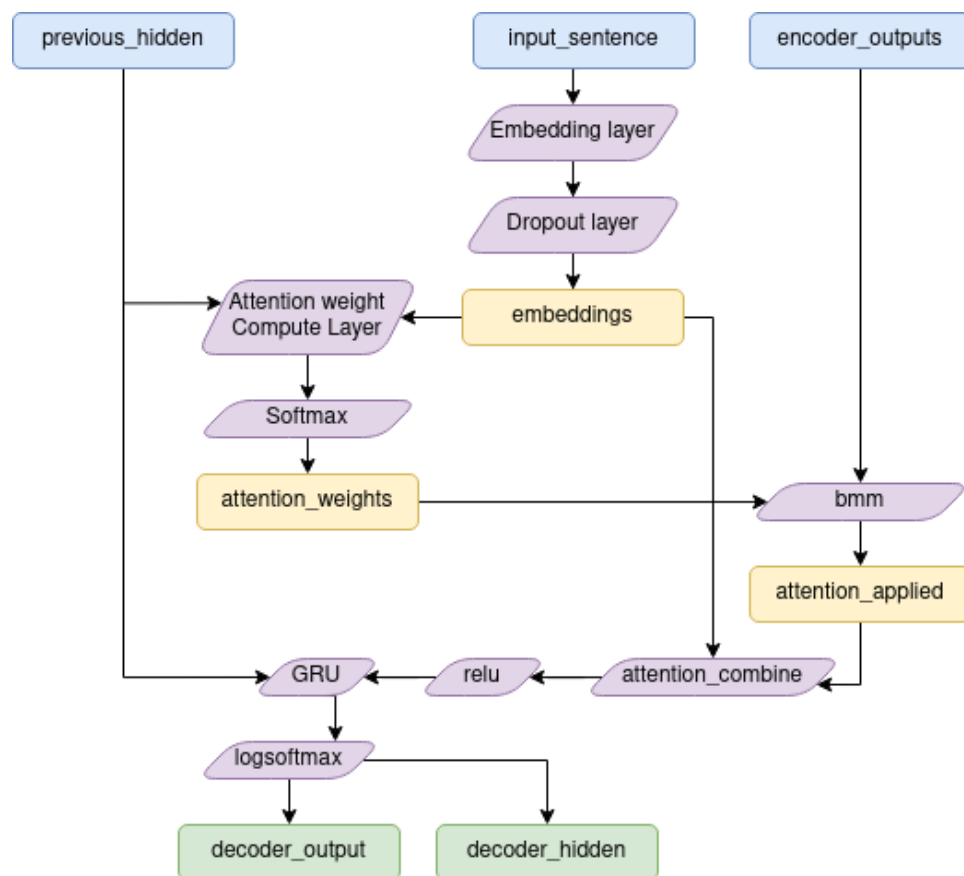 previous_hidden
input_sentence
encoder_outputs
Embedding layer
Dropout layer
Attention weight
Compute Layer
embeddings
Softmax
attention_weights
bmm
attention_applied
GRU
relu
attention_combine
logsoftmax
decoder_output
decoder_hidden